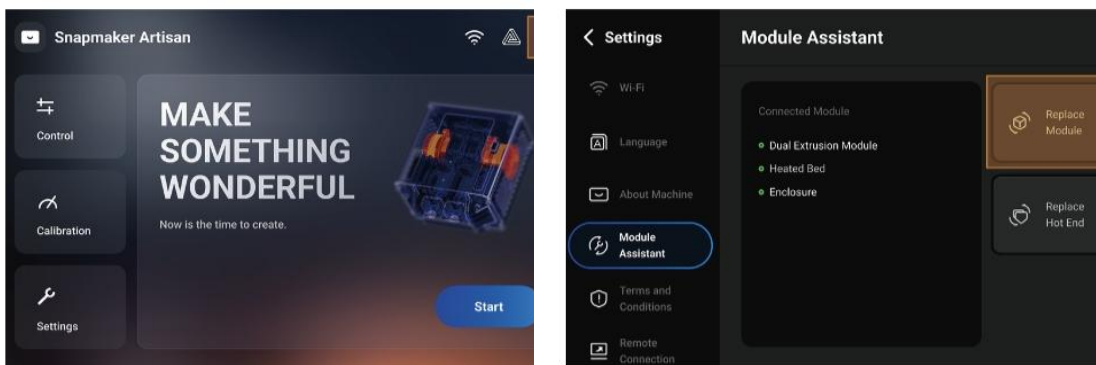 Snapmaker Artisan
Control
Calibration
Settings
MAKE
SOMETHING
WONDERFUL
Now is the time to create.
Start
Settings
Wi-Fi
Language
About Machine
Module
Assistant
Terms and
Conditions
Remote
Connection
Module Assistant
Connected Module
Dual Extrusion Module
Heated Bed
Enclosure
Replace
Module
Replace
Hot End